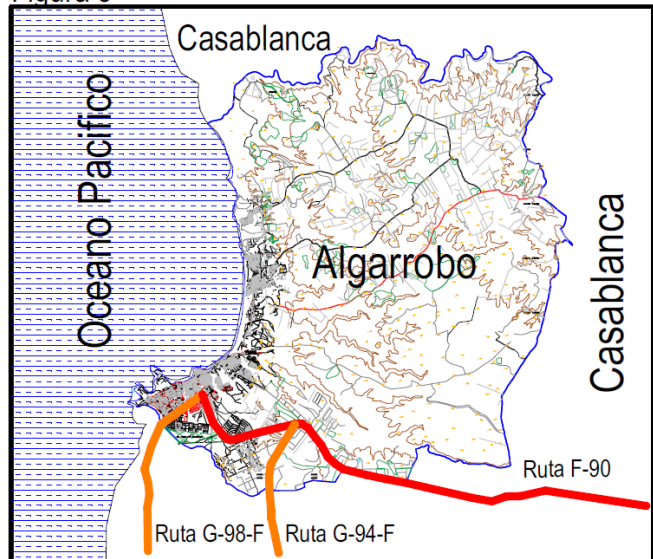 Casablanca
Oceano Pacifico
Algarrobo
Casablanca
Ruta F-90
Ruta G-98-F
Ruta G-94-F